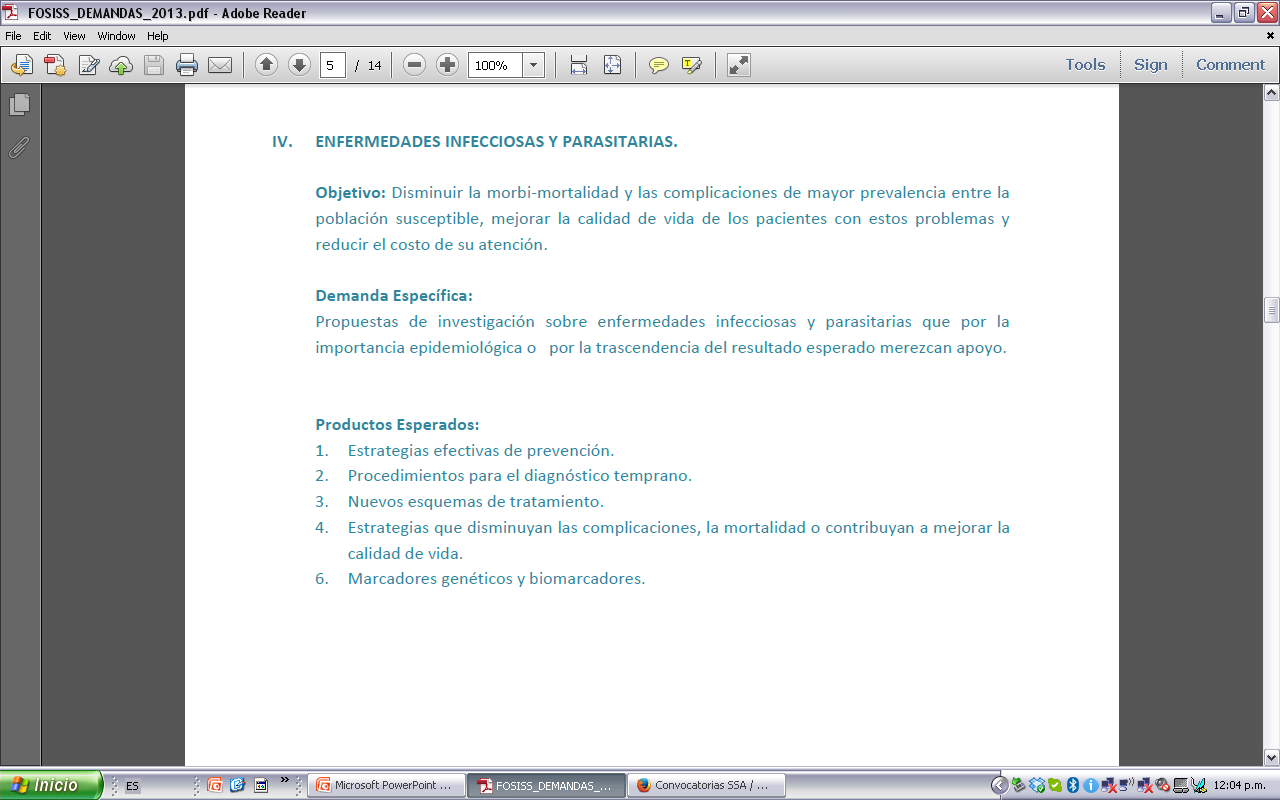 FOSISS_DEMANDAS_2013.pdf - Adobe Reader
File Edit View Window Help
5 / 14 100% Tools Sign Comment
IV. ENFERMEDADES INFECCIOSAS Y PARASITARIAS.
Objetivo: Disminuir la morbi-mortalidad y las complicaciones de mayor prevalencia entre la
población susceptible, mejorar la calidad de vida de los pacientes con estos problemas y
reducir el costo de su atención.
Demanda Específica:
Propuestas de investigación sobre enfermedades infecciosas y parasitarias que por la
importancia epidemiológica o por la trascendencia del resultado esperado merezcan apoyo.
Productos Esperados:
1. Estrategias efectivas de prevención.
2. Procedimientos para el diagnóstico temprano.
3. Nuevos esquemas de tratamiento.
4. Estrategias que disminuyan las complicaciones, la mortalidad o contribuyan a mejorar la
calidad de vida.
6. Marcadores genéticos y biomarcadores.
Inicio ES » Microsoft PowerPoint ... FOSISS_DEMANDAS_... Convocatorias SSA / ... 12:04 p.m.